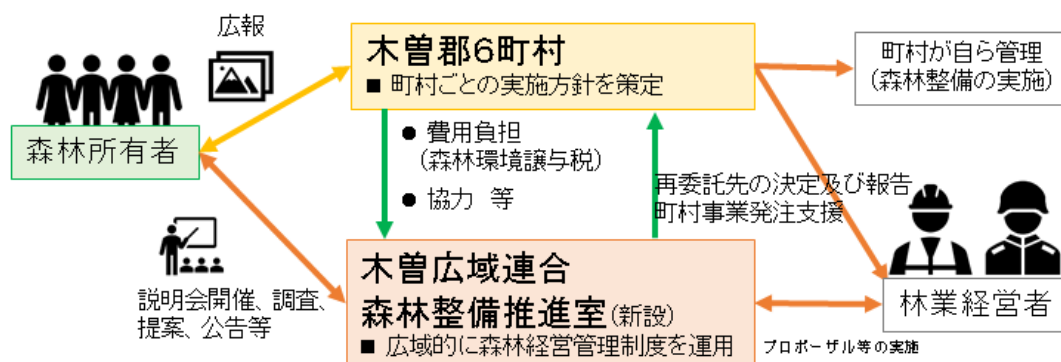 広報
木曽郡6町村
■ 町村ごとの実施方針を策定
町村が自ら管理
(森林整備の実施)
森林所有者
● 費用負担
(森林環境譲与税)
● 協力 等
再委託先の決定及び報告
町村事業発注支援
説明会開催、調査、
提案、公告等
木曽広域連合
森林整備推進室(新設)
■ 広域的に森林経営管理制度を運用
林業経営者
プロポーザル等の実施